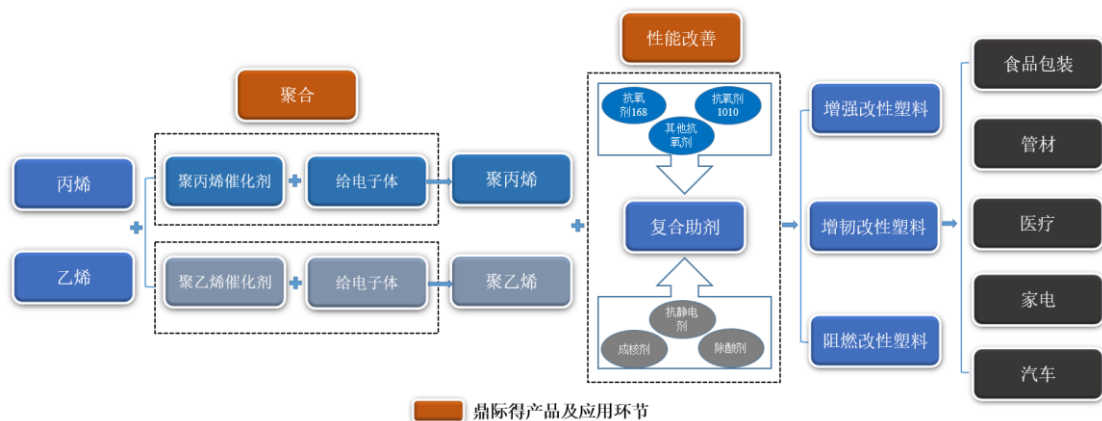 聚合
丙烯
乙烯
聚丙烯催化剂
给电子体
聚丙烯
聚乙烯催化剂
给电子体
聚乙烯
性能改善
抗氧
剂168
抗氧剂
1010
其他抗
氧剂
复合助剂
抗静电
剂
成核剂
除酸剂
增强改性塑料
增韧改性塑料
阻燃改性塑料
食品包装
管材
医疗
家电
汽车
鼎际得产品及应用环节